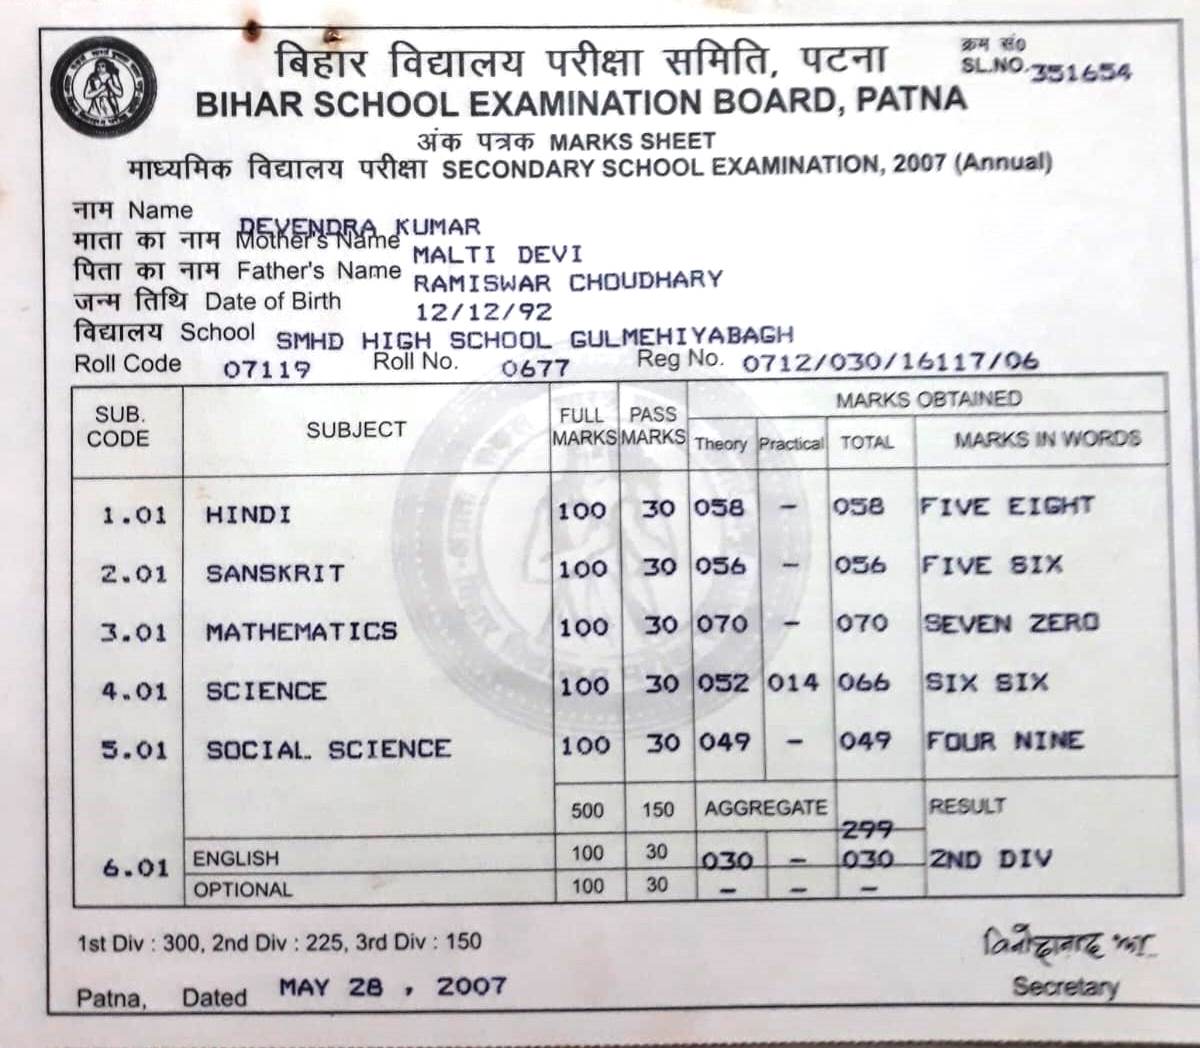 बिहार विद्यालय परीक्षा समिति, पटना
क्रम सं०
SL.NO. 351654
BIHAR SCHOOL EXAMINATION BOARD, PATNA
अंक पत्रक MARKS SHEET
माध्यमिक विद्यालय परीक्षा SECONDARY SCHOOL EXAMINATION, 2007 (Annual)
नाम Name DEVENDRA KUMAR
माता का नाम Mother's Name MALTI DEVI
पिता का नाम Father's Name RAMISWAR CHOUDHARY
जन्म तिथि Date of Birth 12/12/92
विद्यालय School SMHD HIGH SCHOOL GULMEHIYABAGH
Roll Code 07119 Roll No. 0677 Reg No. 0712/030/16117/06
SUB. CODE SUBJECT FULL MARKS PASS MARKS MARKS OBTAINED
Theory Practical TOTAL MARKS IN WORDS
1.01 HINDI 100 30 058 - 058 FIVE EIGHT
2.01 SANSKRIT 100 30 056 - 056 FIVE SIX
3.01 MATHEMATICS 100 30 070 - 070 SEVEN ZERO
4.01 SCIENCE 100 30 052 014 066 SIX SIX
5.01 SOCIAL SCIENCE 100 30 049 - 049 FOUR NINE
500 150 AGGREGATE 299 RESULT
6.01 ENGLISH 100 30 030 - 030 2ND DIV
OPTIONAL 100 30 - - -
1st Div : 300, 2nd Div : 225, 3rd Div : 150
Patna, Dated MAY 28 , 2007
Secretary